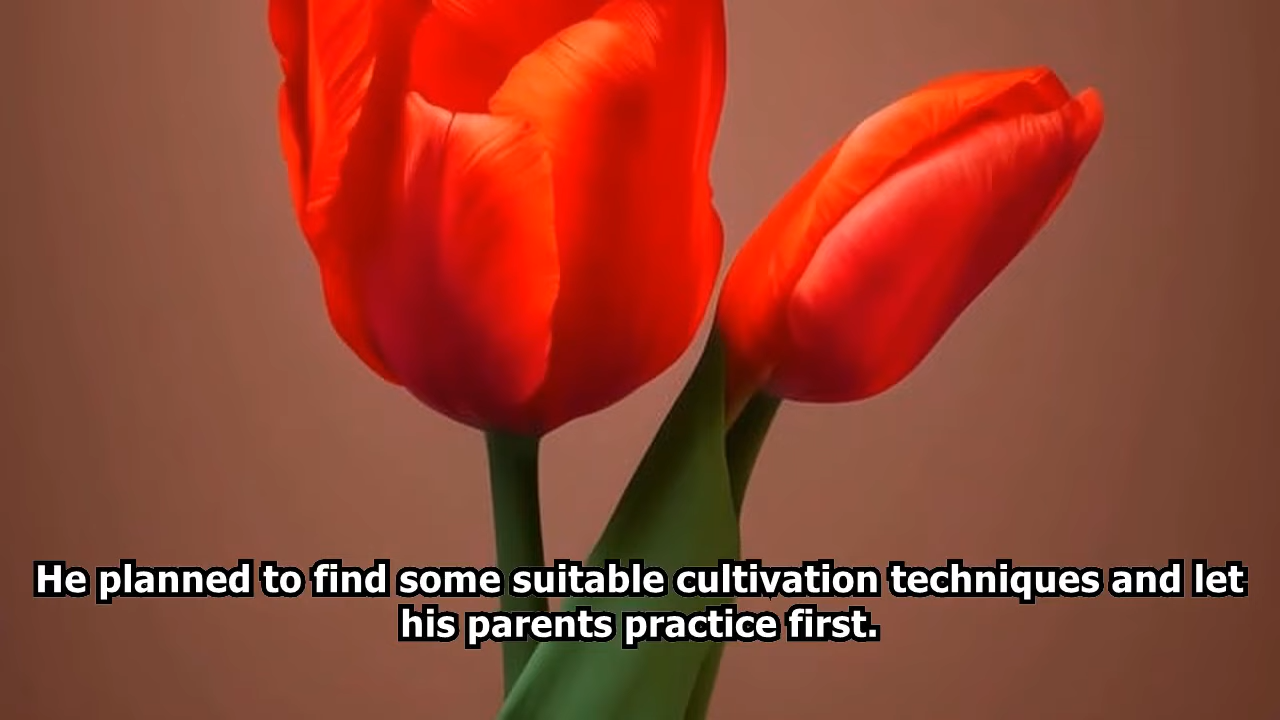 He planned to find some suitable cultivation techniques and let
his parents practice first.